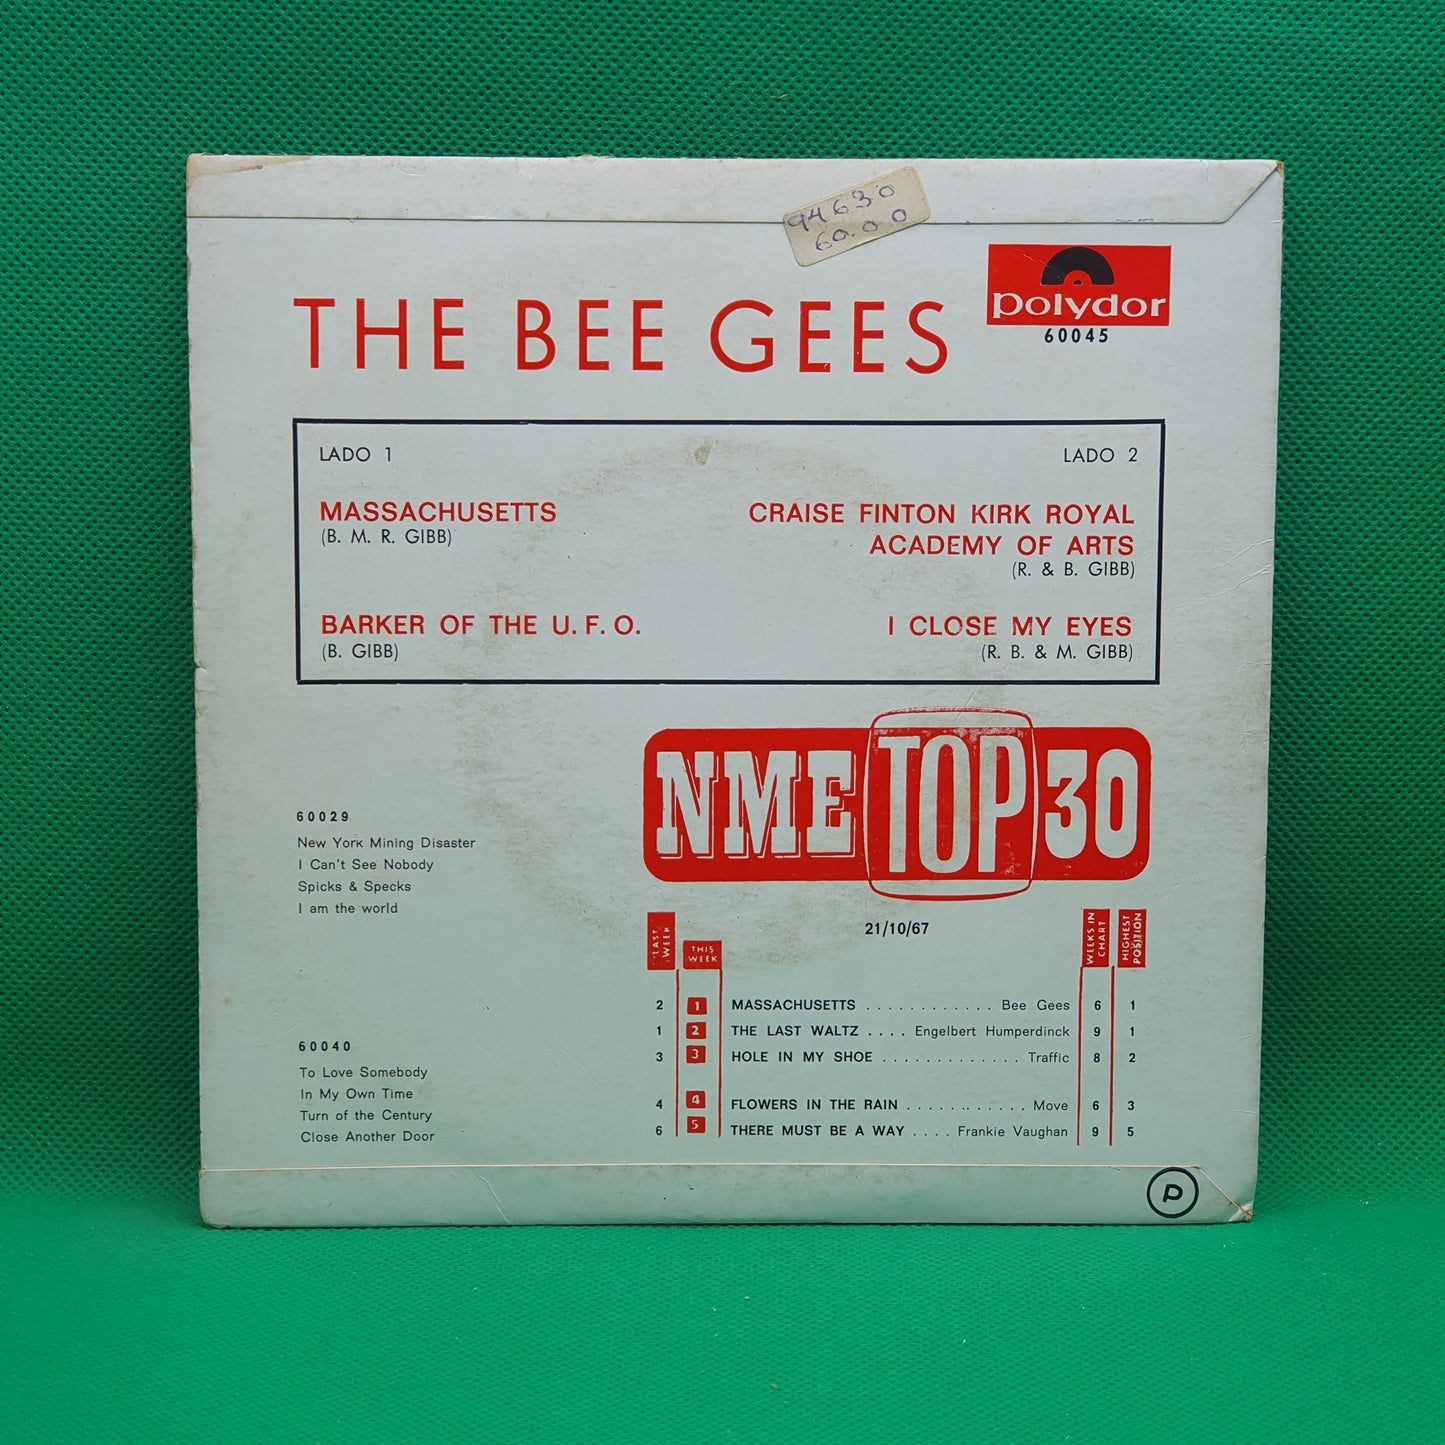 94630
60.0.0
polydor
60045
THE BEE GEES
LADO 1
MASSACHUSETTS
(B. M. R. GIBB)
BARKER OF THE U. F. O.
(B. GIBB)
LADO 2
CRAISE FINTON KIRK ROYAL
ACADEMY OF ARTS
(R. & B. GIBB)
I CLOSE MY EYES
(R. B. & M. GIBB)
60029
New York Mining Disaster
I Can't See Nobody
Spicks & Specks
I am the world
60040
To Love Somebody
In My Own Time
Turn of the Century
Close Another Door
NME TOP 30
21/10/67
LAST
WEEK
THIS
WEEK
WEEKS IN
CHART
HIGHEST
POSITION
2 1 MASSACHUSETTS . . . . . . . . . . . . Bee Gees 6 1
1 2 THE LAST WALTZ . . . . Engelbert Humperdinck 9 1
3 3 HOLE IN MY SHOE . . . . . . . . . . . . . Traffic 8 2
4 4 FLOWERS IN THE RAIN . . . . . . . . . . . . Move 6 3
6 5 THERE MUST BE A WAY . . . . Frankie Vaughan 9 5
P